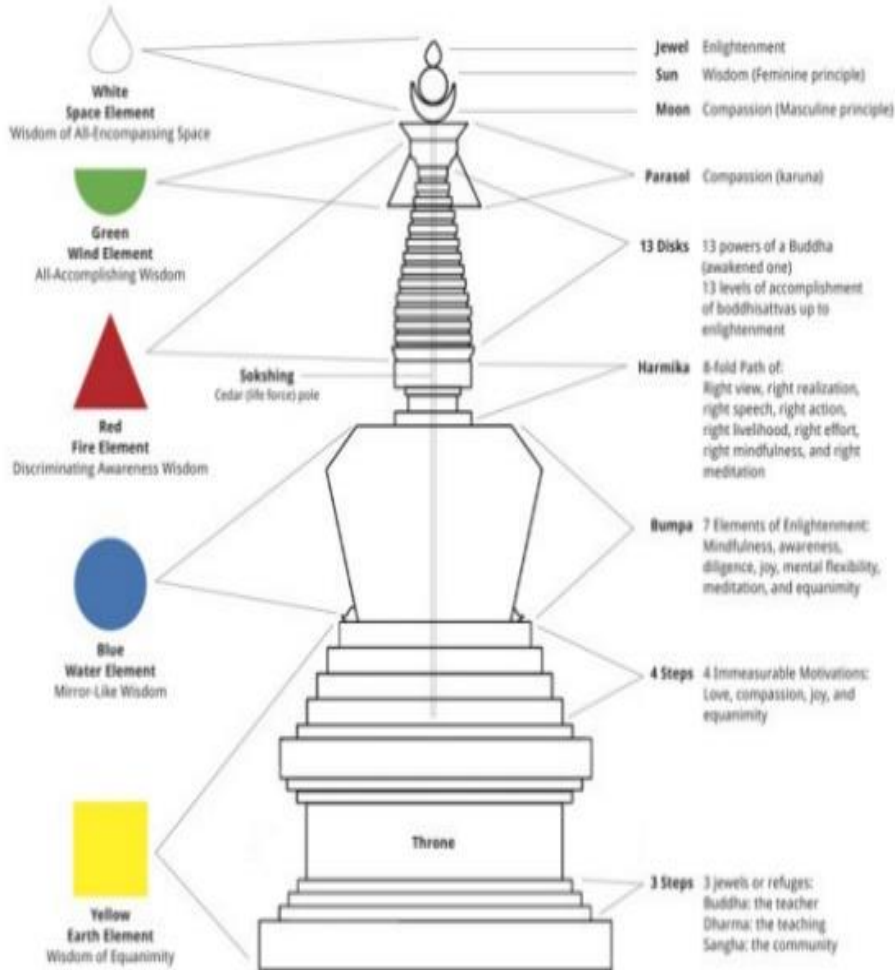 White
Space Element
Wisdom of All-Encompassing Space
Green
Wind Element
All-Accomplishing Wisdom
Red
Fire Element
Discriminating Awareness Wisdom
Blue
Water Element
Mirror-Like Wisdom
Yellow
Earth Element
Wisdom of Equanimity
Sokshing
Cedar (life force) pole
Throne
Jewel Enlightenment
Sun Wisdom (Feminine principle)
Moon Compassion (Masculine principle)
Parasol Compassion (karuna)
13 Disks 13 powers of a Buddha
(awakened one)
13 levels of accomplishment
of boddhisattvas up to
enlightenment
Harmika 8-fold Path of:
Right view, right realization,
right speech, right action,
right livelihood, right effort,
right mindfulness, and right
meditation
Bumpa 7 Elements of Enlightenment:
Mindfulness, awareness,
diligence, joy, mental flexibility,
meditation, and equanimity
4 Steps 4 Immeasurable Motivations:
Love, compassion, joy, and
equanimity
3 Steps 3 jewels or refuges:
Buddha: the teacher
Dharma: the teaching
Sangha: the community